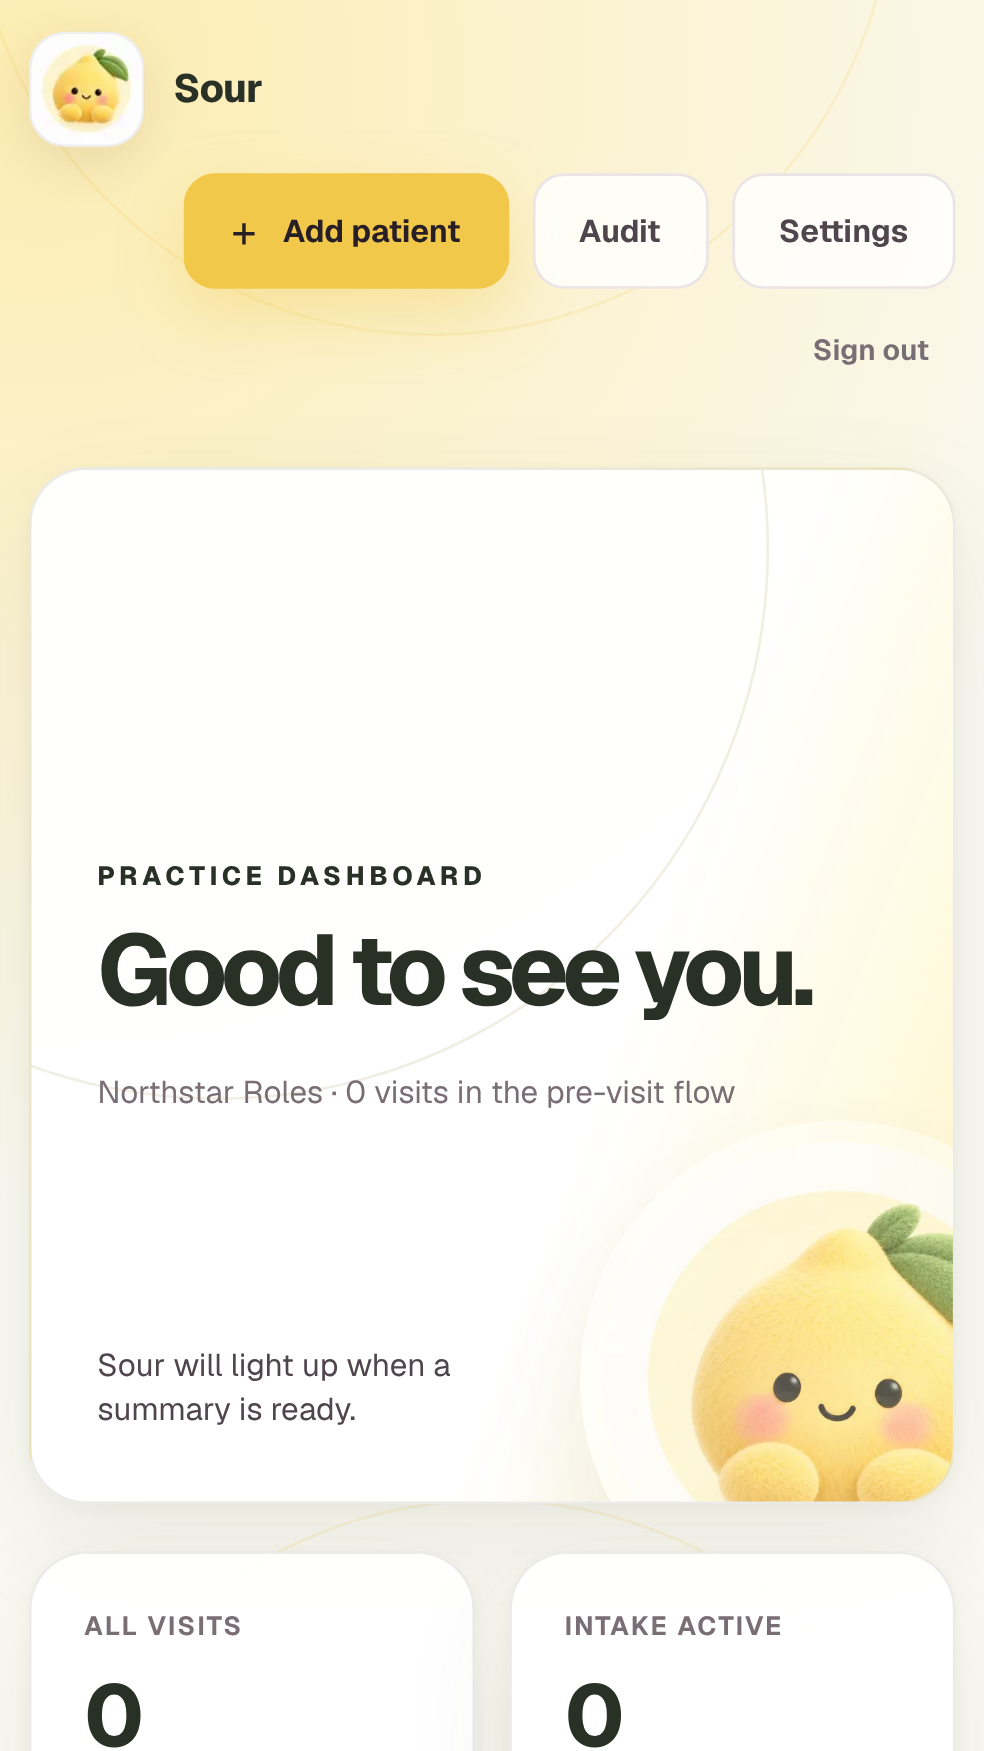 Sour
+ Add patient
Audit
Settings
Sign out
PRACTICE DASHBOARD
Good to see you.
Northstar Roles · 0 visits in the pre-visit flow
Sour will light up when a
summary is ready.
ALL VISITS
0
INTAKE ACTIVE
0